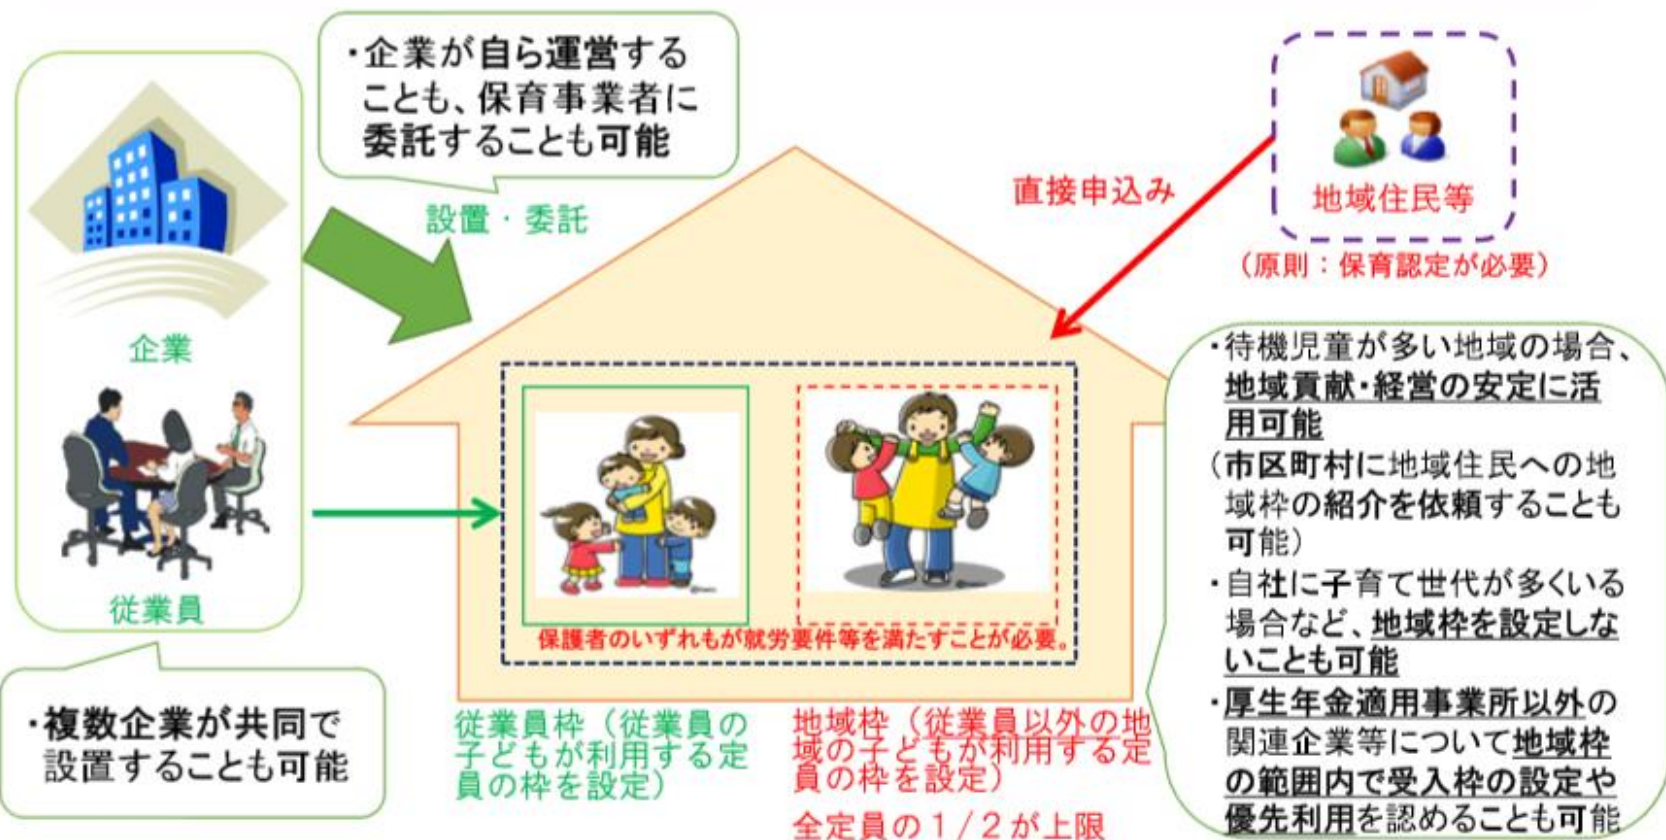 ・企業が自ら運営する
ことも、保育事業者に
委託することも可能
設置・委託
企業
従業員
・複数企業が共同で
設置することも可能
直接申込み
地域住民等
(原則:保育認定が必要)
保護者のいずれもが就労要件等を満たすことが必要。
従業員枠(従業員の
子どもが利用する定
員の枠を設定)
地域枠(従業員以外の地
域の子どもが利用する定
員の枠を設定)
全定員の1/2が上限
・待機児童が多い地域の場合、
地域貢献・経営の安定に活
用可能
(市区町村に地域住民への地
域枠の紹介を依頼することも
可能)
・自社に子育て世代が多くいる
場合など、地域枠を設定しな
いことも可能
・厚生年金適用事業所以外の
関連企業等について地域枠
の範囲内で受入枠の設定や
優先利用を認めることも可能